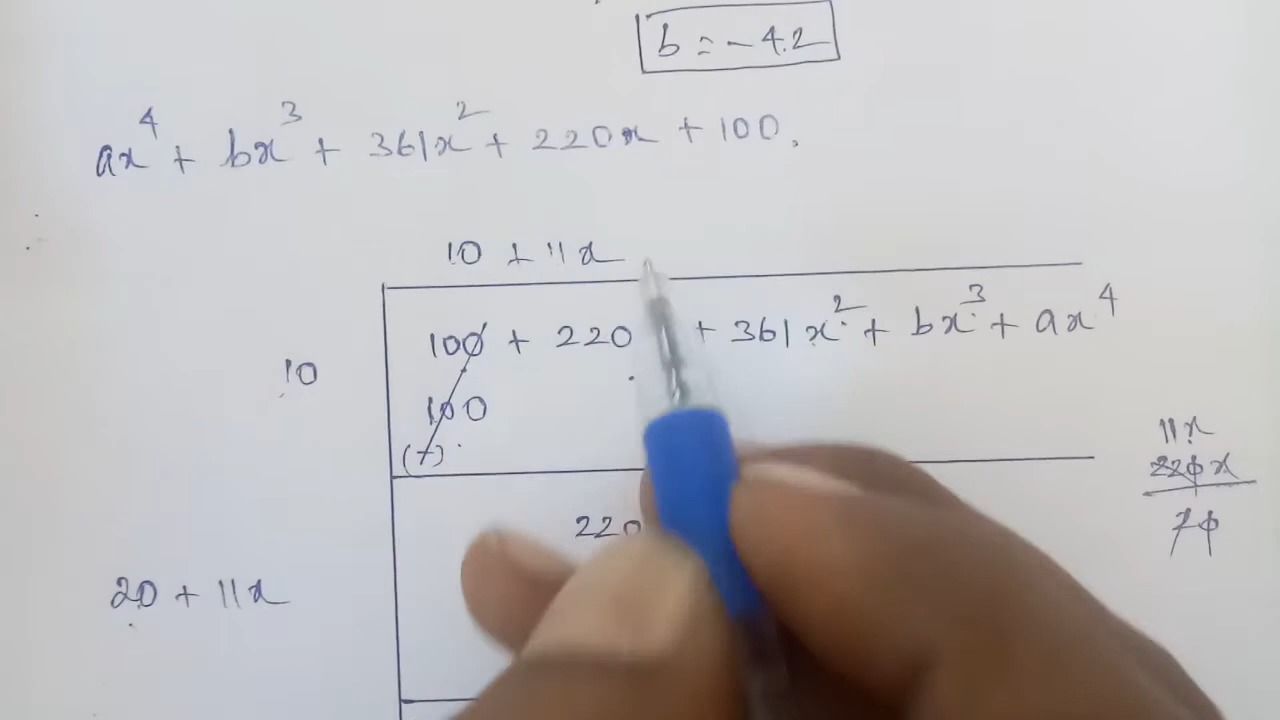 b = -42
ax⁴ + bx³ + 361x² + 220x + 100.
10 + 11x
10
100 + 220 + 361x² + bx³ + ax⁴
100
(-)
11x
220x
20
220
20 + 11x